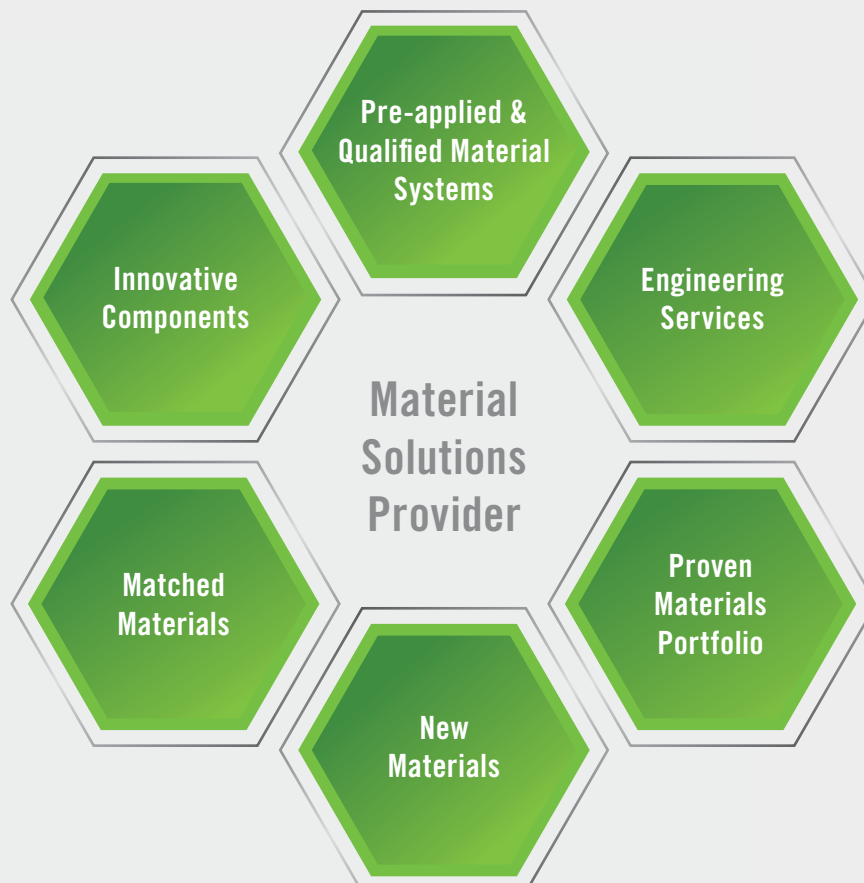 Pre-applied &
Qualified Material
Systems
Innovative
Components
Engineering
Services
Material
Solutions
Provider
Matched
Materials
Proven
Materials
Portfolio
New
Materials